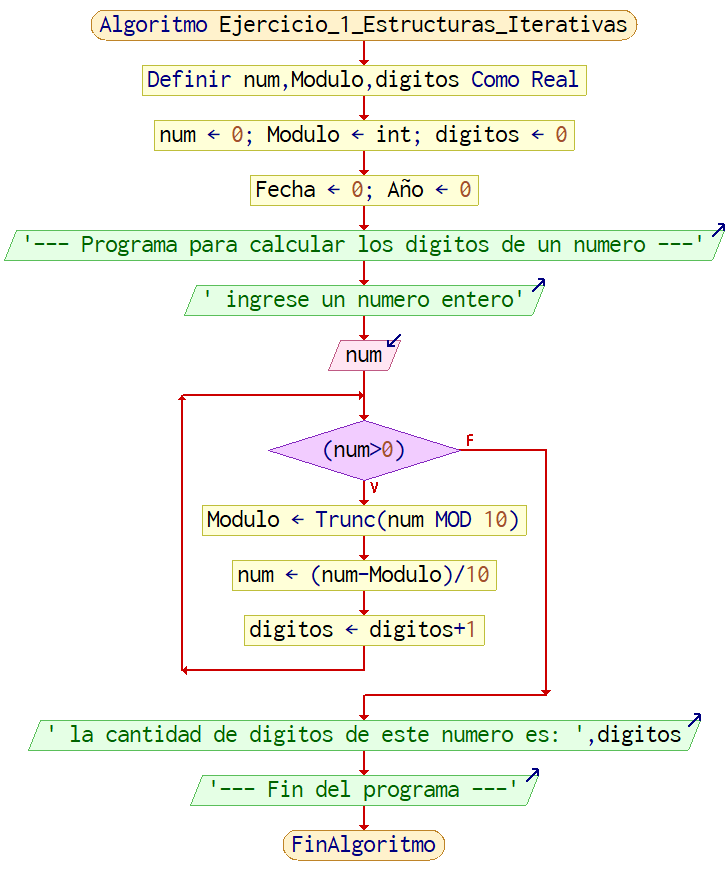 Algoritmo Ejercicio_1_Estructuras_Iterativas
Definir num,Modulo,digitos Como Real
num ← 0; Modulo ← int; digitos ← 0
Fecha ← 0; Año ← 0
'--- Programa para calcular los digitos de un numero ---'
' ingrese un numero entero'
num
(num>0)
F
V
Modulo ← Trunc(num MOD 10)
num ← (num-Modulo)/10
digitos ← digitos+1
' la cantidad de digitos de este numero es: ',digitos
'--- Fin del programa ---'
FinAlgoritmo